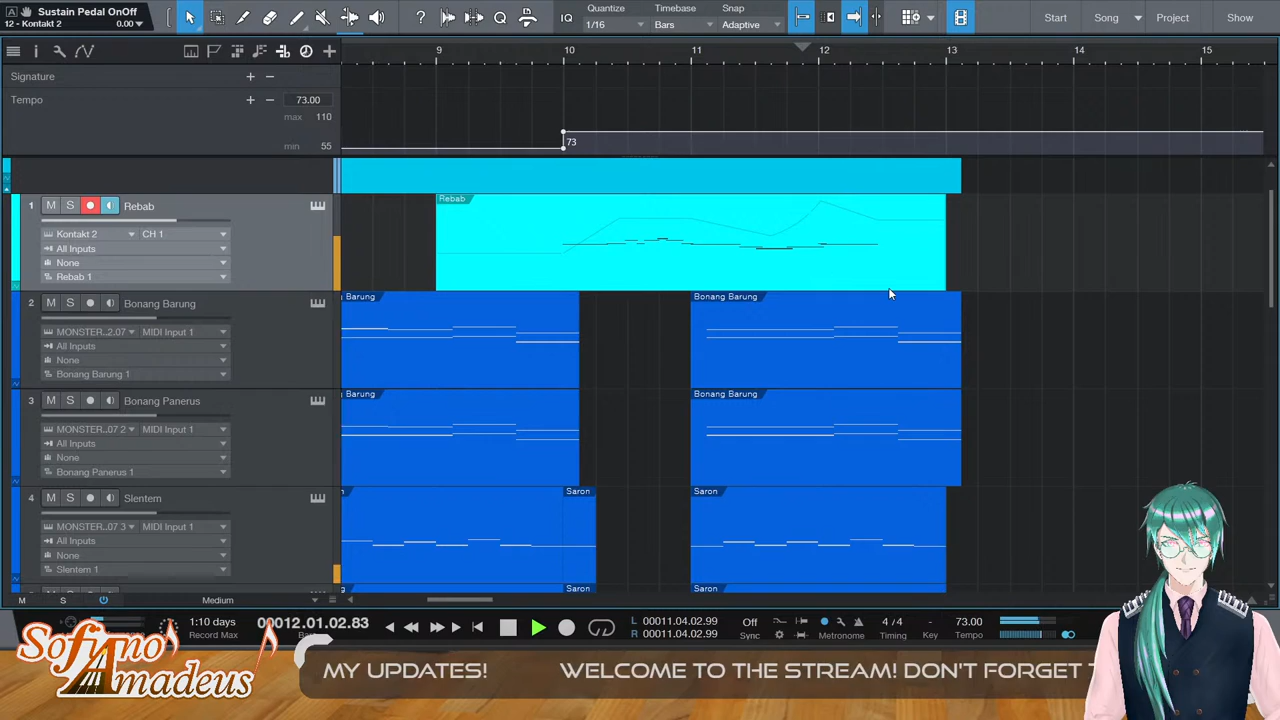 Sustain Pedal OnOff
12 - Kontakt 2 0.00
IQ
Quantize
1/16
Timebase
Bars
Snap
Adaptive
Start
Song
Project
Show
9
10
11
12
13
14
15
Signature
Tempo
73.00
max 110
min 55
73
1 M S Rebab
Kontakt 2 CH 1
All Inputs
None
Rebab 1
Rebab
2 M S Bonang Barung
MONSTER..2.07 MIDI Input 1
All Inputs
None
Bonang Barung 1
Barung
Bonang Barung
3 M S Bonang Panerus
MONSTER..07 2 MIDI Input 1
All Inputs
None
Bonang Panerus 1
Barung
Bonang Barung
4 M S Slentem
MONSTER..07 3 MIDI Input 1
All Inputs
None
Slentem 1
Saron
Saron
Saron
Saron
M S
Medium
1:10 days
Record Max
00012.01.02.83
L 00011.04.02.99
R 00011.04.02.99
Off
Sync
Metronome
4/4
Timing
-
Key
73.00
Tempo
Sofiano
Amadeus
MY UPDATES!
WELCOME TO THE STREAM! DON'T FORGET